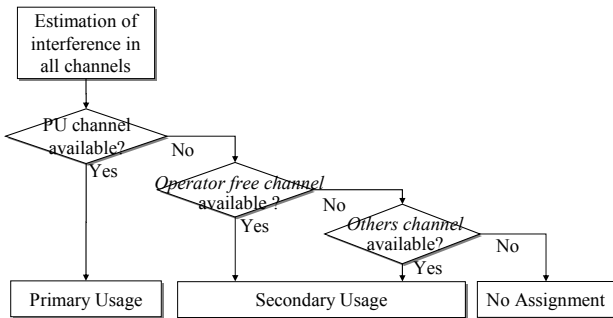 Estimation of
interference in
all channels
PU channel
available?
No
Yes
Operator free channel
available ?
No
Yes
Others channel
available?
No
Yes
Primary Usage
Secondary Usage
No Assignment